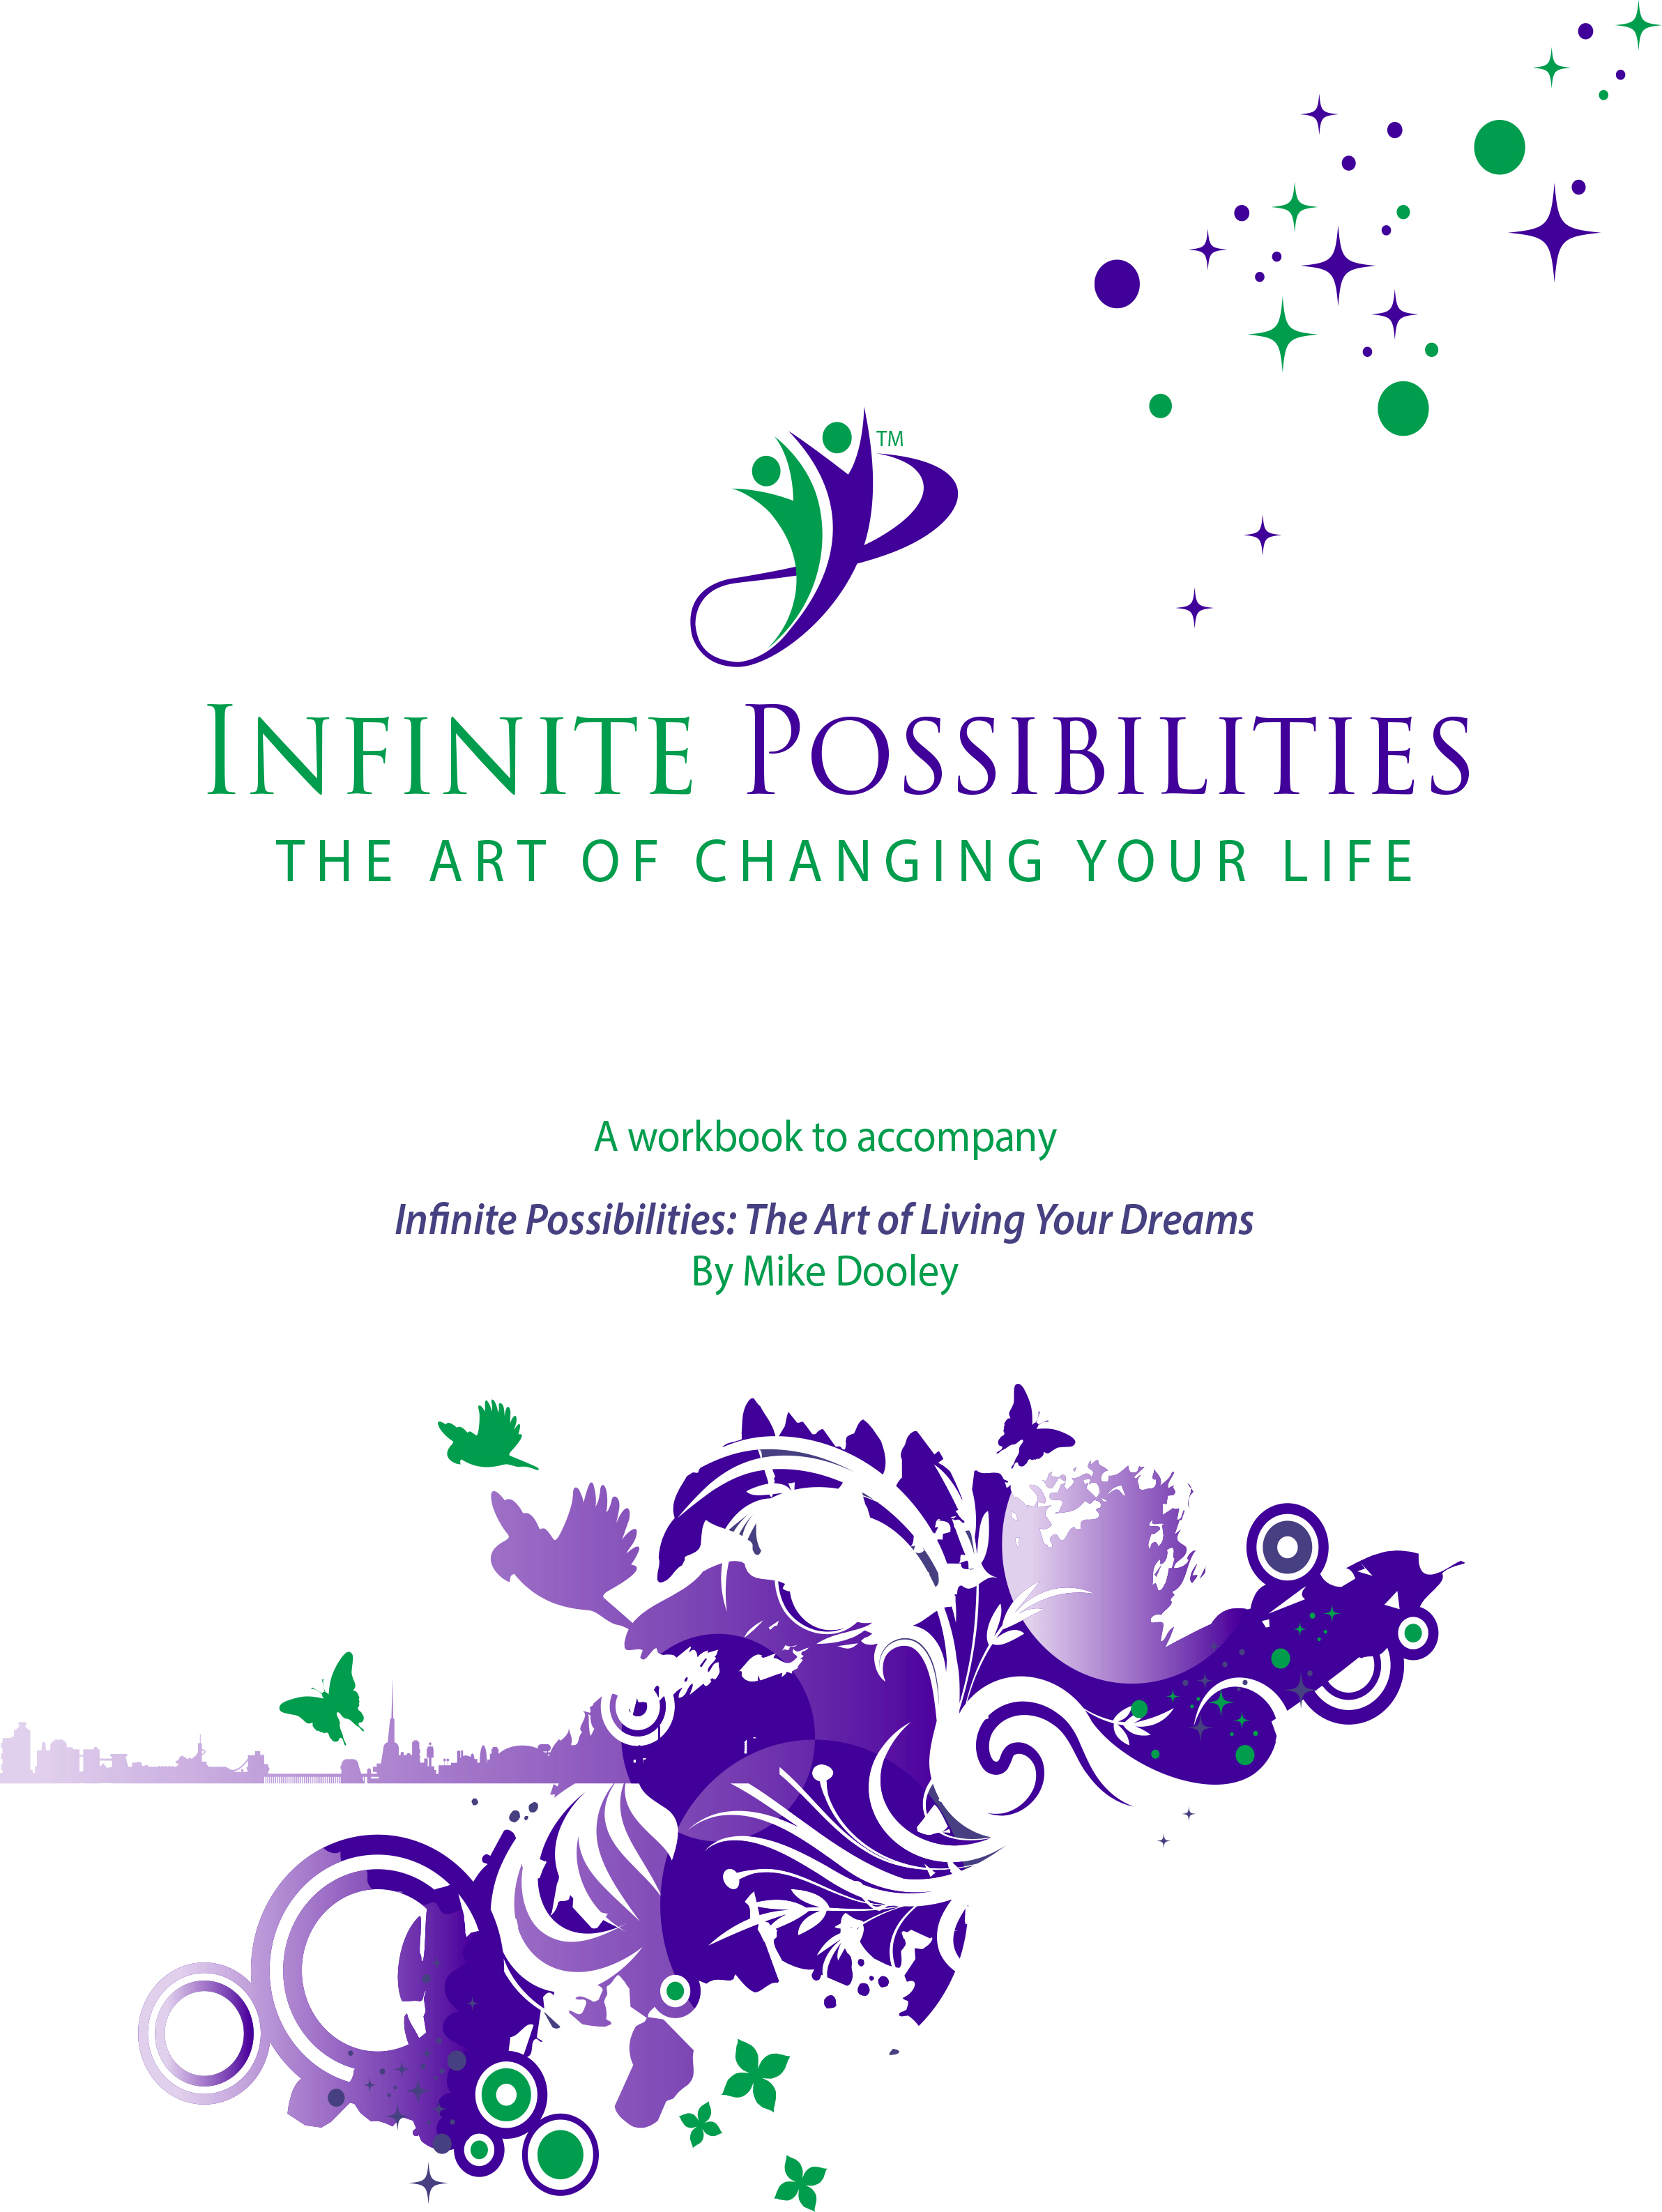 TM
INFINITE POSSIBILITIES
THE ART OF CHANGING YOUR LIFE
A workbook to accompany
Infinite Possibilities: The Art of Living Your Dreams
By Mike Dooley